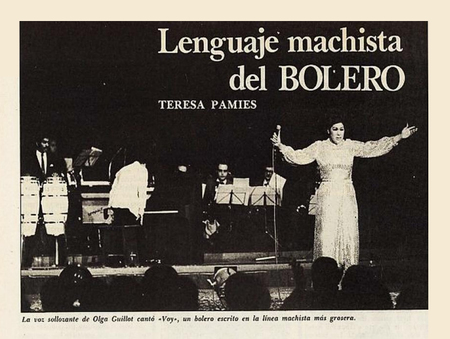 Lenguaje machista
del BOLERO
TERESA PAMIES
La voz sollozante de Olga Guillot cantó «Voy», un bolero escrito en la línea machista más grosera.